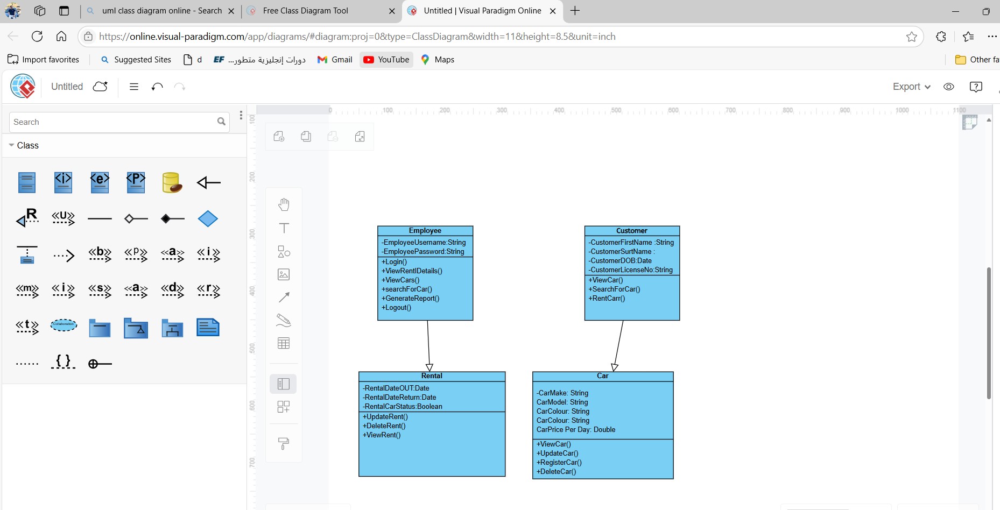 uml class diagram online - Search
Free Class Diagram Tool
Untitled | Visual Paradigm Online
https://online.visual-paradigm.com/app/diagrams/#diagram:proj=0&type=ClassDiagram&width=11&height=8.5&unit=inch
Import favorites
Suggested Sites
d
EF
دورات إنجليزية متطور...
Gmail
YouTube
Maps
Other fa
Untitled
Export
Search
Class
0 100 200 300 400 500 600 700 800 900 1000 1100
100
200
300
400
500
600
700
<i>
<e>
<P>
R
«U»
«b»
«p»
«a»
«i»
«m»
«i»
«s»
«a»
«d»
«r»
«t»
Collaboration
{ }
Employee
-EmployeeUsername:String
-EmployeePassword:String
+Login()
+ViewRentlDetails()
+ViewCars()
+searchForCar()
+GenerateReport()
+Logout()
Customer
-CustomerFirstName :String
-CustomerSurtName :
-CustomerDOB:Date
-CustomerLicenseNo:String
+ViewCar()
+SearchForCar()
+RentCarr()
Rental
-RentalDateOUT:Date
-RentalDateReturn:Date
-RentalCarStatus:Boolean
+UpdateRent()
+DeleteRent()
+ViewRent()
Car
-CarMake: String
CarModel: String
CarColour: String
CarColour: String
CarPrice Per Day: Double
+ViewCar()
+UpdateCar()
+RegisterCar()
+DeleteCar()